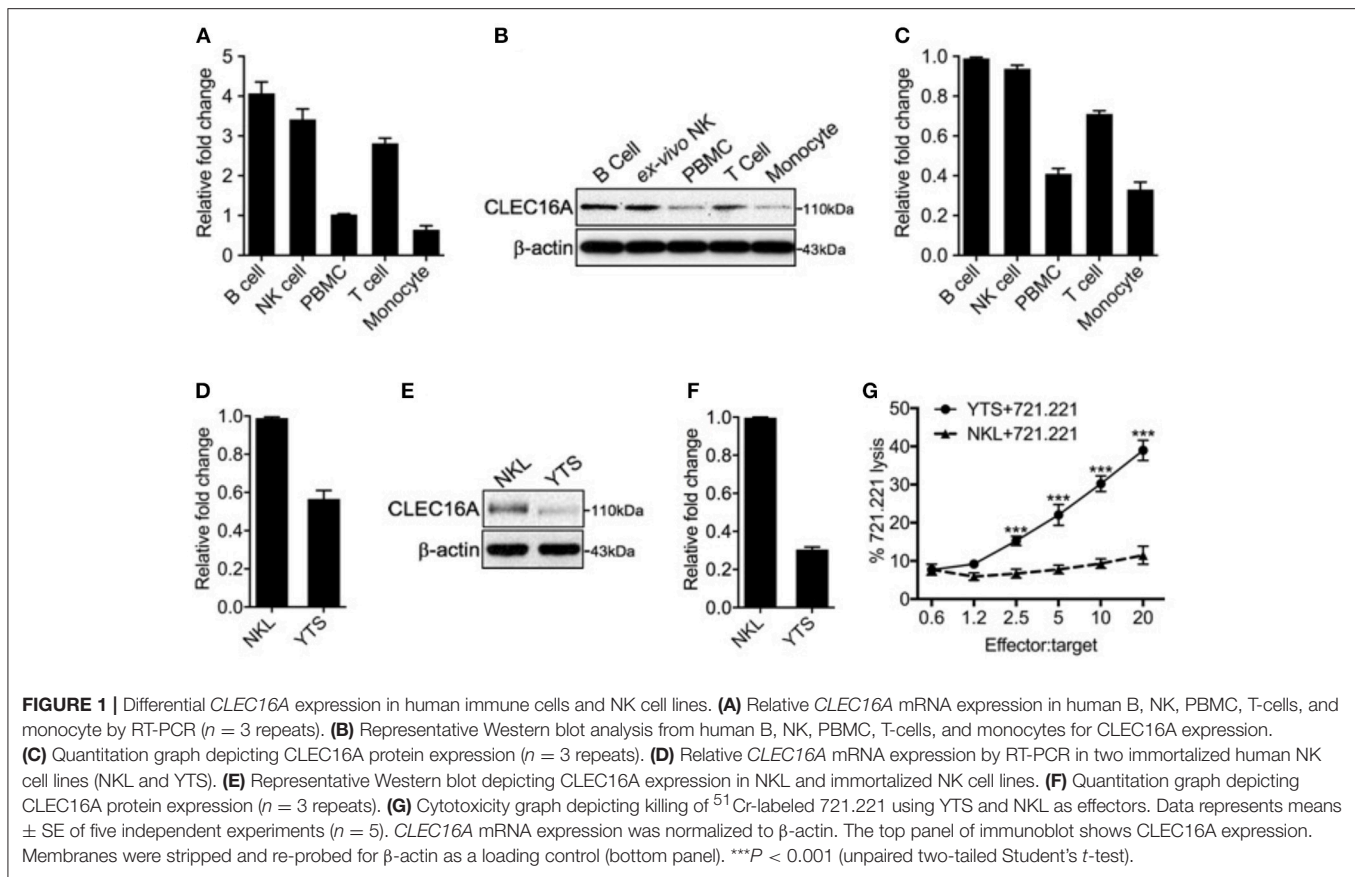 A
Relative fold change
5
4
3
2
1
0
B cell
NK cell
PBMC
T cell
Monocyte
B
B Cell
ex-vivo NK
PBMC
T Cell
Monocyte
CLEC16A
110kDa
β-actin
43kDa
C
Relative fold change
1.0
0.8
0.6
0.4
0.2
0.0
B cell
NK cell
PBMC
T cell
Monocyte
D
Relative fold change
1.0
0.8
0.6
0.4
0.2
0.0
NKL
YTS
E
NKL
YTS
CLEC16A
110kDa
β-actin
43kDa
F
Relative fold change
1.0
0.8
0.6
0.4
0.2
0.0
NKL
YTS
G
% 721.221 lysis
50
40
30
20
10
0
YTS+721.221
NKL+721.221
***
***
***
***
0.6 1.2 2.5 5 10 20
Effector:target
FIGURE 1 | Differential CLEC16A expression in human immune cells and NK cell lines. (A) Relative CLEC16A mRNA expression in human B, NK, PBMC, T-cells, and
monocyte by RT-PCR (n = 3 repeats). (B) Representative Western blot analysis from human B, NK, PBMC, T-cells, and monocytes for CLEC16A expression.
(C) Quantitation graph depicting CLEC16A protein expression (n = 3 repeats). (D) Relative CLEC16A mRNA expression by RT-PCR in two immortalized human NK
cell lines (NKL and YTS). (E) Representative Western blot depicting CLEC16A expression in NKL and immortalized NK cell lines. (F) Quantitation graph depicting
CLEC16A protein expression (n = 3 repeats). (G) Cytotoxicity graph depicting killing of ⁵¹Cr-labeled 721.221 using YTS and NKL as effectors. Data represents means
± SE of five independent experiments (n = 5). CLEC16A mRNA expression was normalized to β-actin. The top panel of immunoblot shows CLEC16A expression.
Membranes were stripped and re-probed for β-actin as a loading control (bottom panel). ***P < 0.001 (unpaired two-tailed Student's t-test).